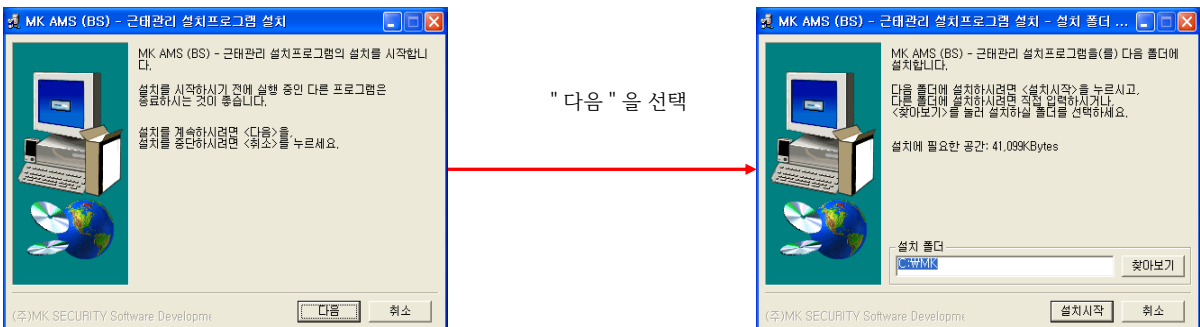 MK AMS (BS) - 근태관리 설치프로그램 설치
MK AMS (BS) - 근태관리 설치프로그램의 설치를 시작합니
다.
설치를 시작하시기 전에 실행 중인 다른 프로그램은
종료하시는 것이 좋습니다.
설치를 계속하시려면 <다음>을,
설치를 중단하시려면 <취소>를 누르세요.
(주)MK SECURITY Software Developme
다음
취소
" 다음 " 을 선택
MK AMS (BS) - 근태관리 설치프로그램 설치 - 설치 폴더 ...
MK AMS (BS) - 근태관리 설치프로그램을(를) 다음 폴더에
설치합니다.
다음 폴더에 설치하시려면 <설치시작>을 누르시고,
다른 폴더에 설치하시려면 직접 입력하시거나,
<찾아보기>를 눌러 설치하실 폴더를 선택하세요.
설치에 필요한 공간: 41,099KBytes
설치 폴더
C:₩MK
찾아보기
(주)MK SECURITY Software Developme
설치시작
취소